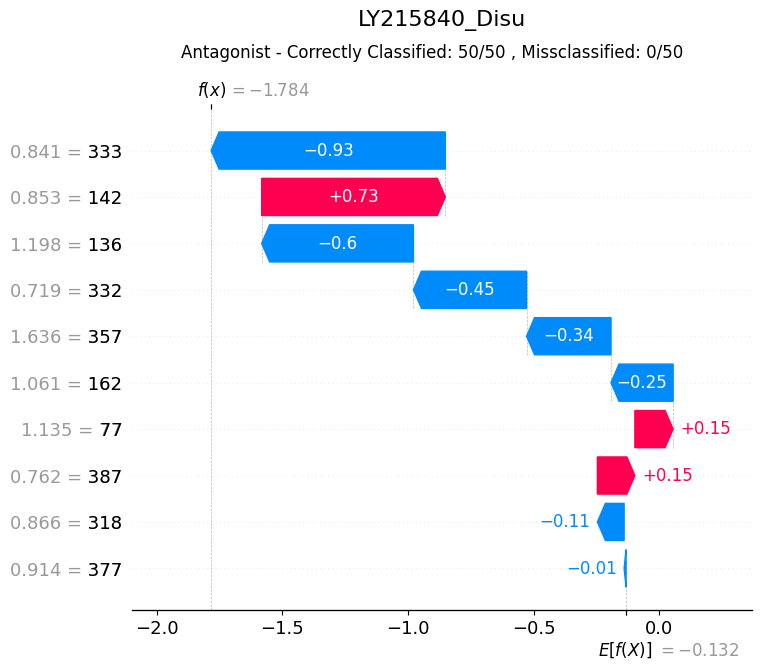 LY215840_Disu
Antagonist - Correctly Classified: 50/50 , Missclassified: 0/50
f(x) = −1.784
0.841 = 333
−0.93
0.853 = 142
+0.73
1.198 = 136
−0.6
0.719 = 332
−0.45
1.636 = 357
−0.34
1.061 = 162
−0.25
1.135 = 77
+0.15
0.762 = 387
+0.15
0.866 = 318
−0.11
0.914 = 377
−0.01
−2.0 −1.5 −1.0 −0.5 0.0
E[f(X)] = −0.132